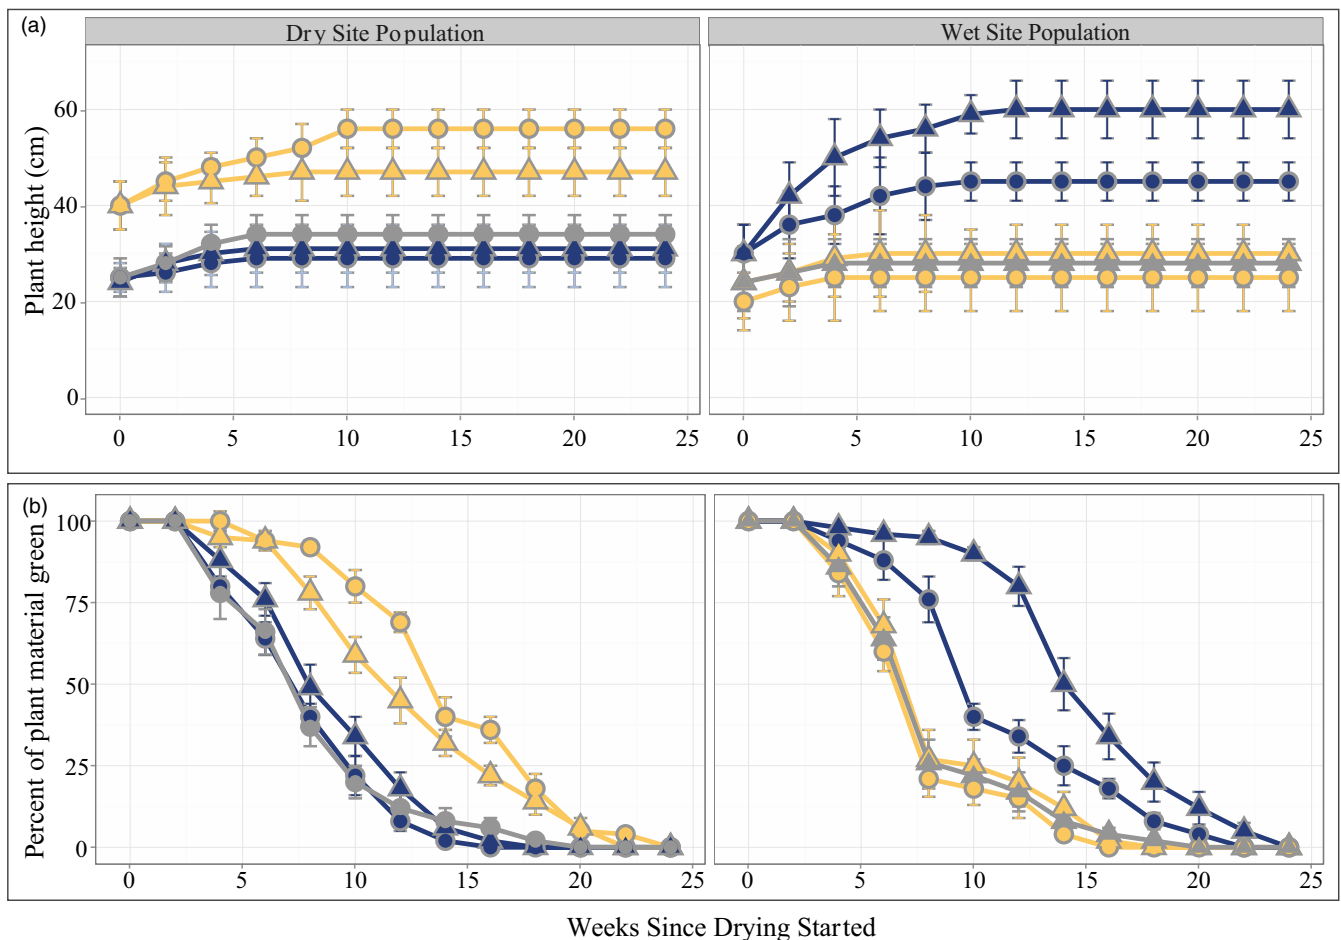 (a)
Dry Site Population
Wet Site Population
Plant height (cm)
60
40
20
0
0 5 10 15 20 25
0 5 10 15 20 25
(b)
Percent of plant material green
100
75
50
25
0
0 5 10 15 20 25
0 5 10 15 20 25
Weeks Since Drying Started